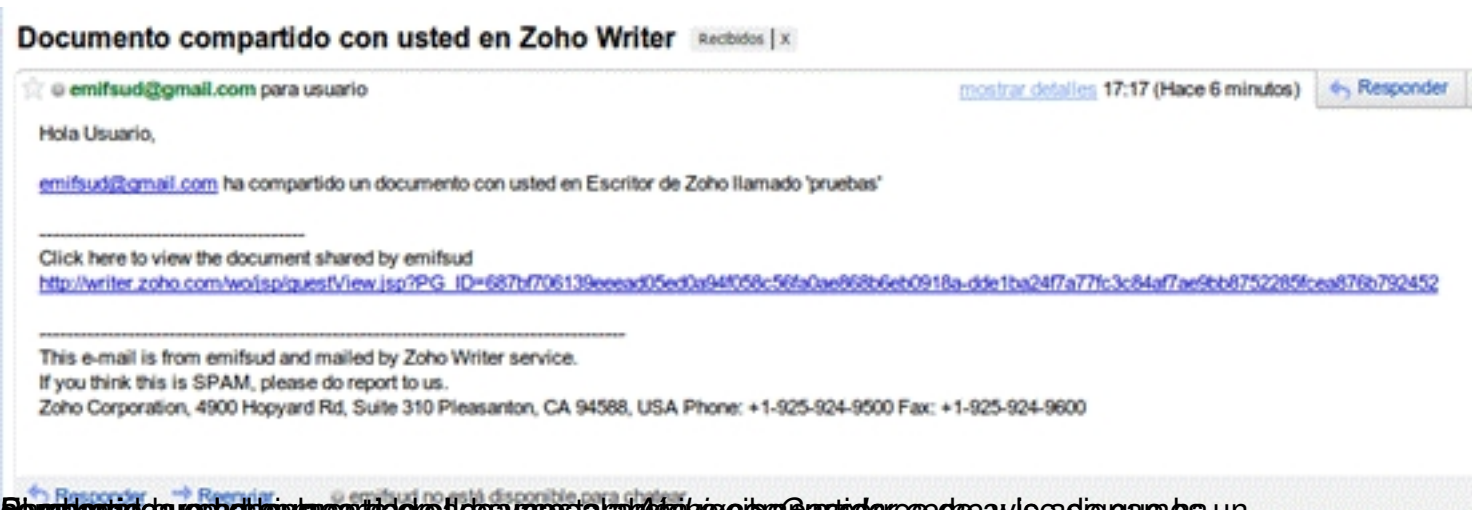 Documento compartido con usted en Zoho Writer Recibidos | X
emifsud@gmail.com para usuario mostrar detalles 17:17 (Hace 6 minutos) Responder
Hola Usuario,
emifsud@gmail.com ha compartido un documento con usted en Escritor de Zoho llamado 'pruebas'
----------------------------------------
Click here to view the document shared by emifsud
http://writer.zoho.com/wo/jsp/guestView.jsp?PG_ID=687bf706139eeead05ed0a94f058c56fa0ae868b6eb0918a-dde1ba24f7a77fc3c84af7ae9bb8752285fcea876b792452
----------------------------------------------------------------------------------------
This e-mail is from emifsud and mailed by Zoho Writer service.
If you think this is SPAM, please do report to us.
Zoho Corporation, 4900 Hopyard Rd, Suite 310 Pleasanton, CA 94588, USA Phone: +1-925-924-9500 Fax: +1-925-924-9600
Responder Reenviar emifsud no está disponible para chatear